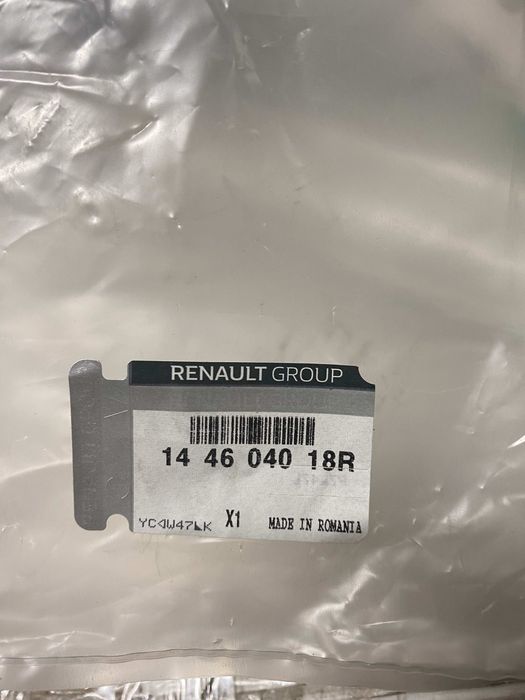 RENAULT GROUP
14 46 040 18R
X1 MADE IN ROMANIA